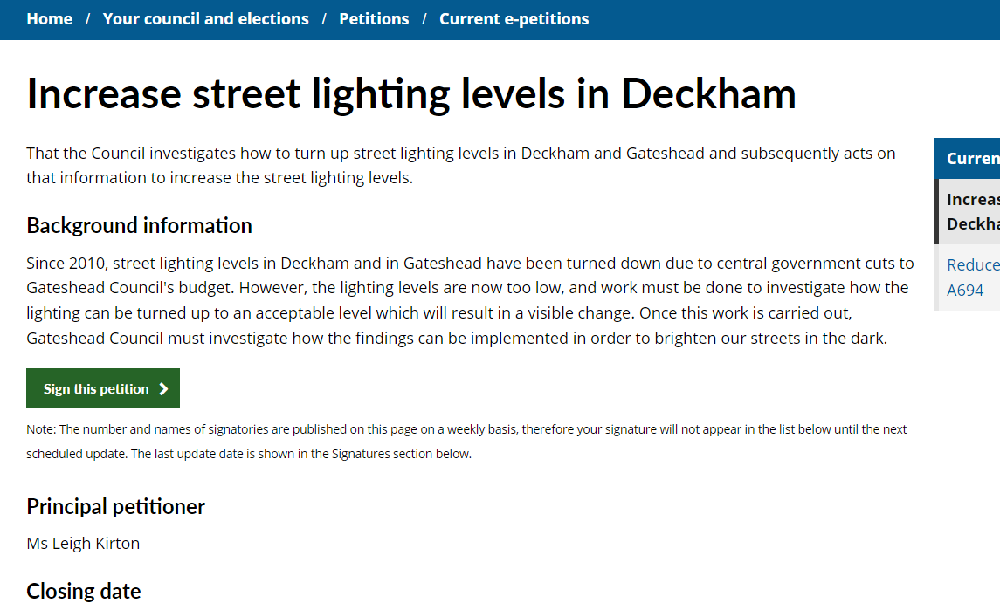 Home / Your council and elections / Petitions / Current e-petitions
Increase street lighting levels in Deckham
That the Council investigates how to turn up street lighting levels in Deckham and Gateshead and subsequently acts on
that information to increase the street lighting levels.
Background information
Since 2010, street lighting levels in Deckham and in Gateshead have been turned down due to central government cuts to
Gateshead Council's budget. However, the lighting levels are now too low, and work must be done to investigate how the
lighting can be turned up to an acceptable level which will result in a visible change. Once this work is carried out,
Gateshead Council must investigate how the findings can be implemented in order to brighten our streets in the dark.
Sign this petition
Note: The number and names of signatories are published on this page on a weekly basis, therefore your signature will not appear in the list below until the next
scheduled update. The last update date is shown in the Signatures section below.
Principal petitioner
Ms Leigh Kirton
Closing date
Curren
Increas
Deckha
Reduce
A694